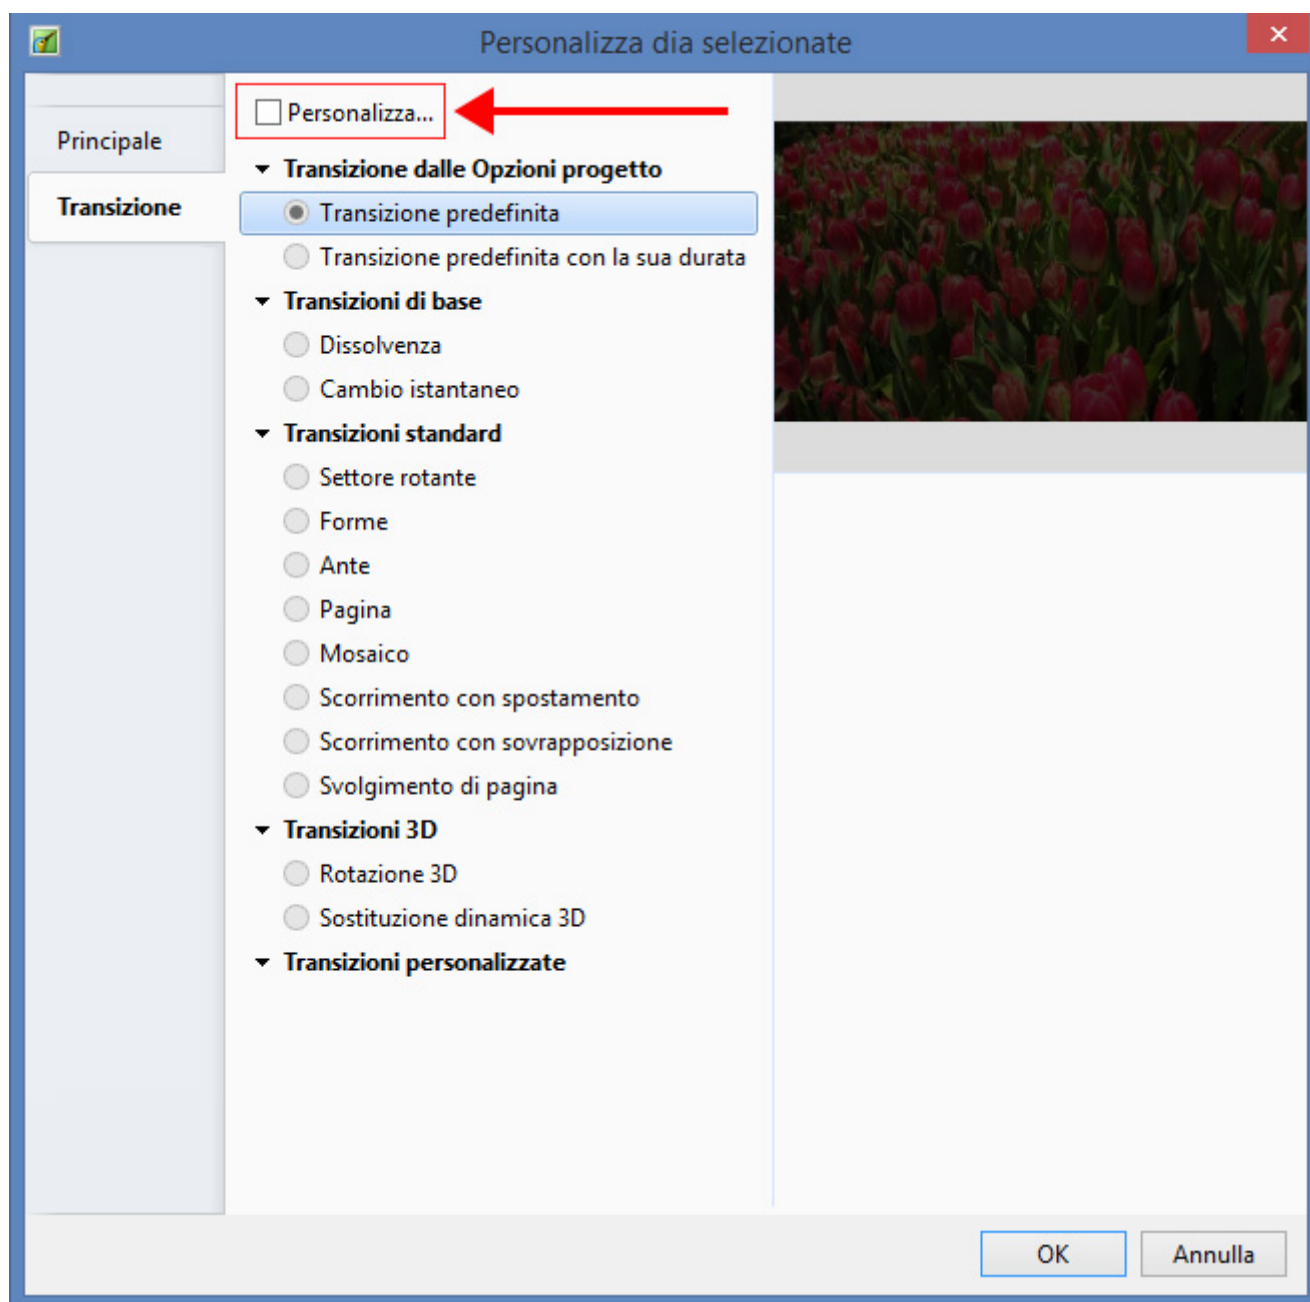 Personalizza dia selezionate
Personalizza...
Principale
Transizione
Transizione dalle Opzioni progetto
Transizione predefinita
Transizione predefinita con la sua durata
Transizioni di base
Dissolvenza
Cambio istantaneo
Transizioni standard
Settore rotante
Forme
Ante
Pagina
Mosaico
Scorrimento con spostamento
Scorrimento con sovrapposizione
Svolgimento di pagina
Transizioni 3D
Rotazione 3D
Sostituzione dinamica 3D
Transizioni personalizzate
OK
Annulla